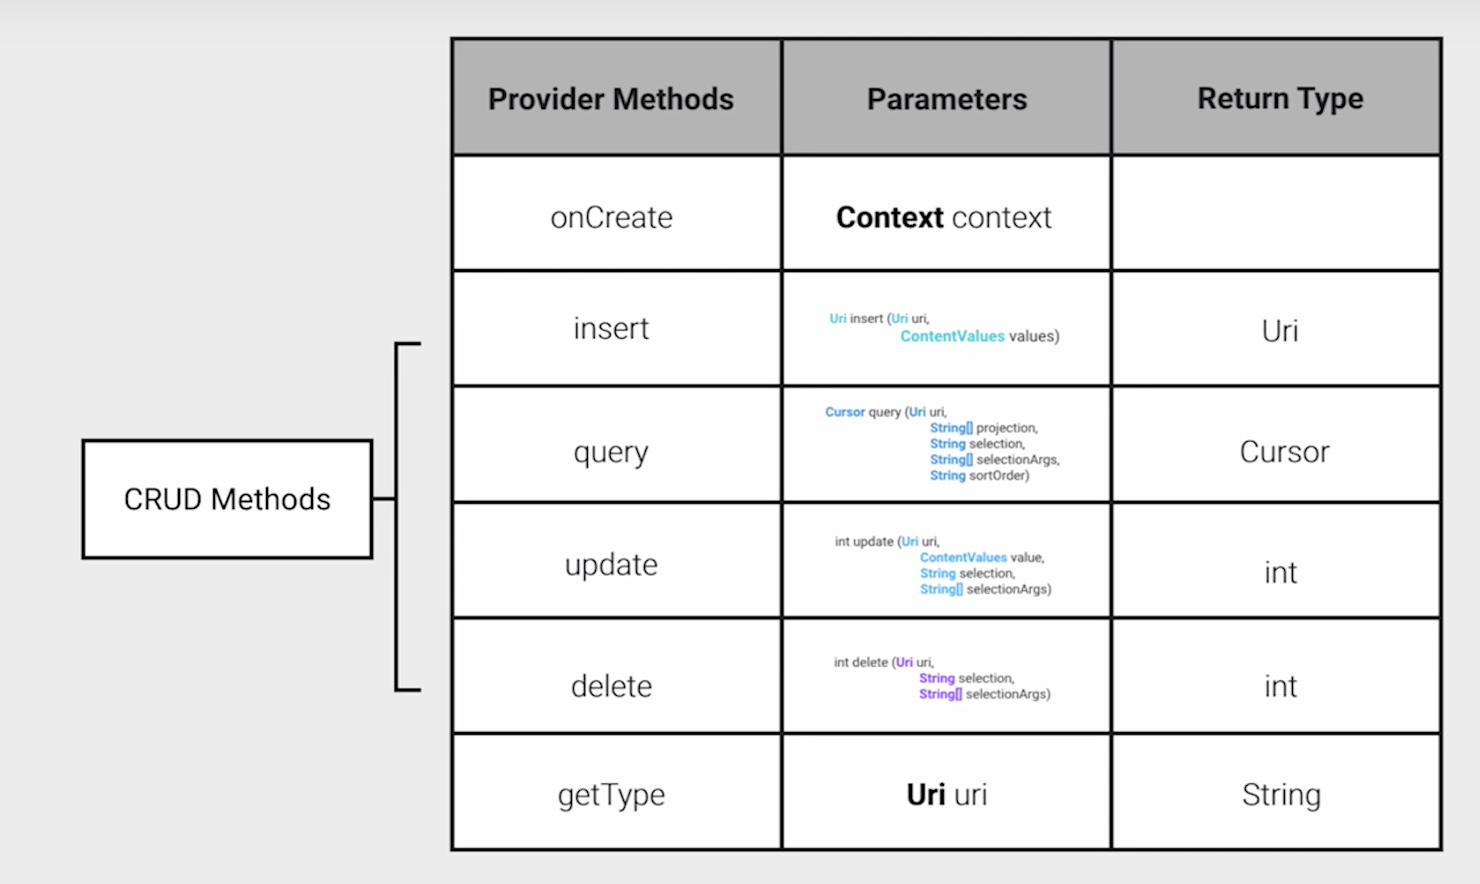 Provider Methods
Parameters
Return Type
onCreate
Context context
insert
Uri insert (Uri uri,
ContentValues values)
Uri
CRUD Methods
query
Cursor query (Uri uri,
String[] projection,
String selection,
String[] selectionArgs,
String sortOrder)
Cursor
update
int update (Uri uri,
ContentValues value,
String selection,
String[] selectionArgs)
int
delete
int delete (Uri uri,
String selection,
String[] selectionArgs)
int
getType
Uri uri
String